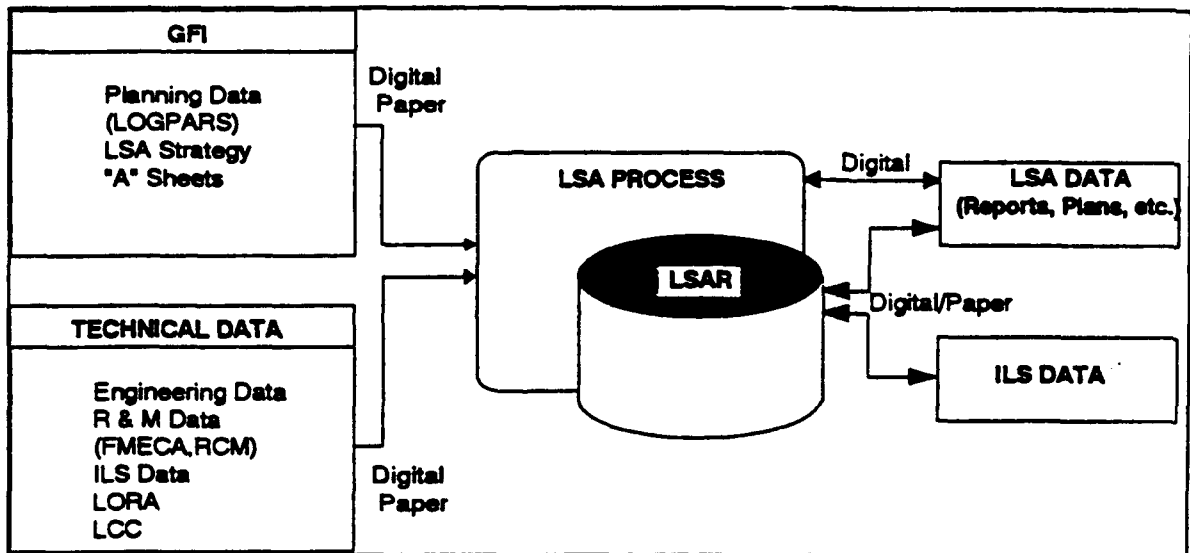 GFI
Planning Data
(LOGPARS)
LSA Strategy
"A" Sheets
Digital
Paper
TECHNICAL DATA
Engineering Data
R & M Data
(FMECA,RCM)
ILS Data
LORA
LCC
Digital
Paper
LSA PROCESS
LSAR
Digital
LSA DATA
(Reports, Plans, etc.)
Digital/Paper
ILS DATA